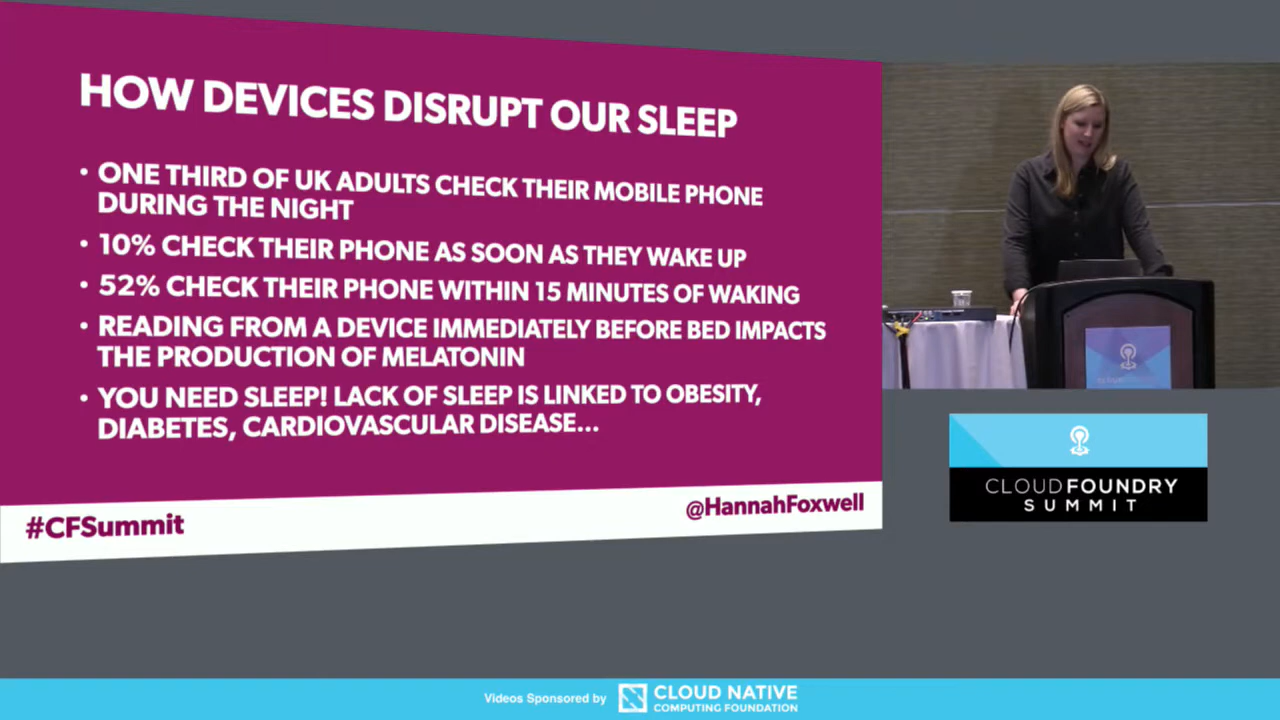 HOW DEVICES DISRUPT OUR SLEEP
• ONE THIRD OF UK ADULTS CHECK THEIR MOBILE PHONE
DURING THE NIGHT
• 10% CHECK THEIR PHONE AS SOON AS THEY WAKE UP
• 52% CHECK THEIR PHONE WITHIN 15 MINUTES OF WAKING
• READING FROM A DEVICE IMMEDIATELY BEFORE BED IMPACTS
THE PRODUCTION OF MELATONIN
• YOU NEED SLEEP! LACK OF SLEEP IS LINKED TO OBESITY,
DIABETES, CARDIOVASCULAR DISEASE...
#CFSummit
@HannahFoxwell
CLOUDFOUNDRY
SUMMIT
Videos Sponsored by
CLOUD NATIVE
COMPUTING FOUNDATION